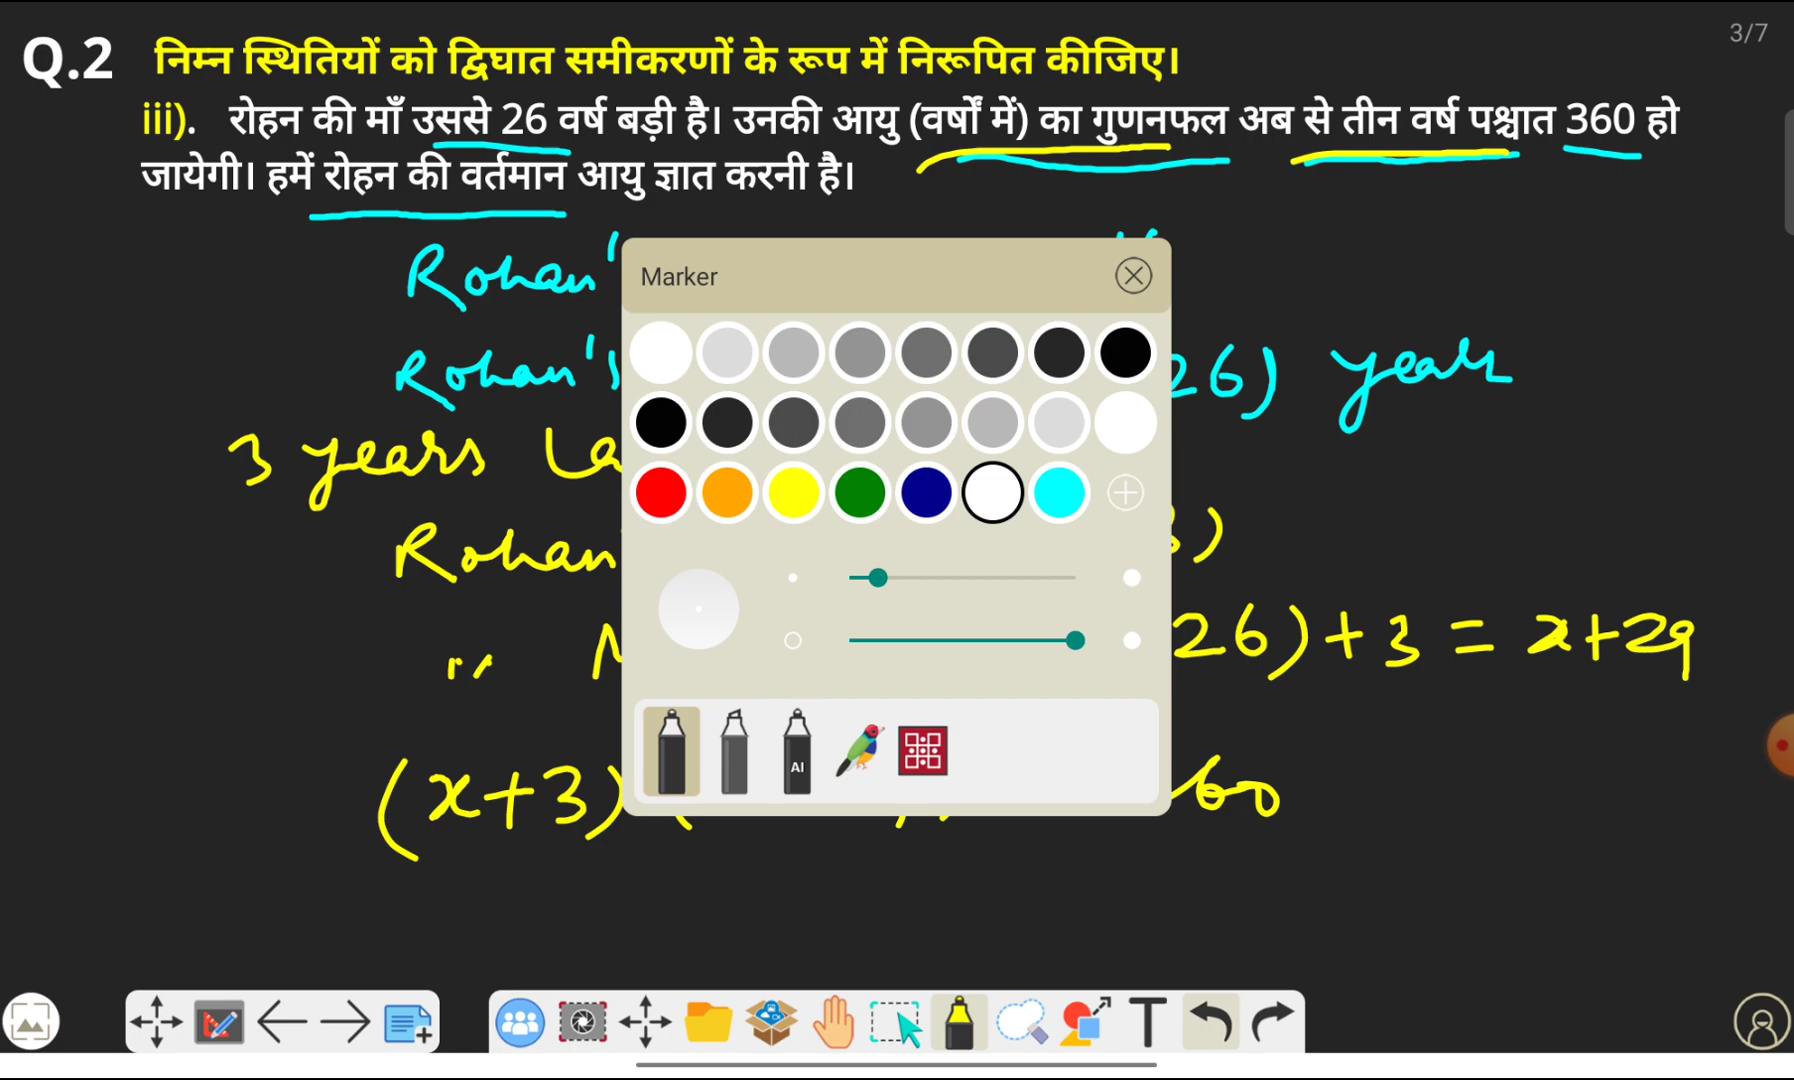 3/7
Q.2 निम्न स्थितियों को द्विघात समीकरणों के रूप में निरूपित कीजिए।
iii). रोहन की माँ उससे 26 वर्ष बड़ी है। उनकी आयु (वर्षों में) का गुणनफल अब से तीन वर्ष पश्चात 360 हो
जायेगी। हमें रोहन की वर्तमान आयु ज्ञात करनी है।
Rohan'
Marker
Rohan's 26) years
3 years La
Rohan )
26)+3 = x+29
AI
(x+3) 60
T